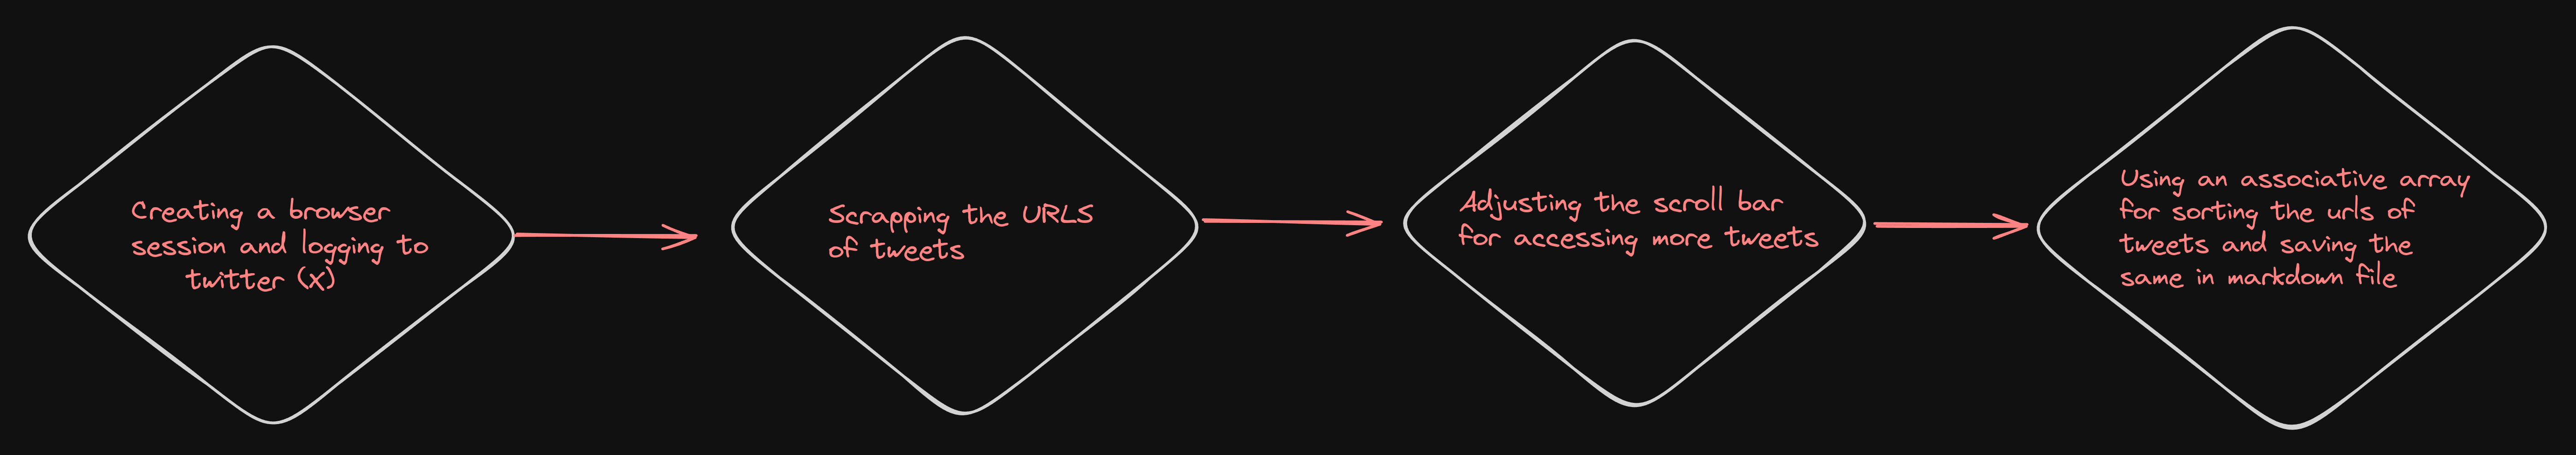 Creating a browser
session and logging to
twitter (X)
Scrapping the URLS
of tweets
Adjusting the scroll bar
for accessing more tweets
Using an associative array
for sorting the urls of
tweets and saving the
same in markdown file